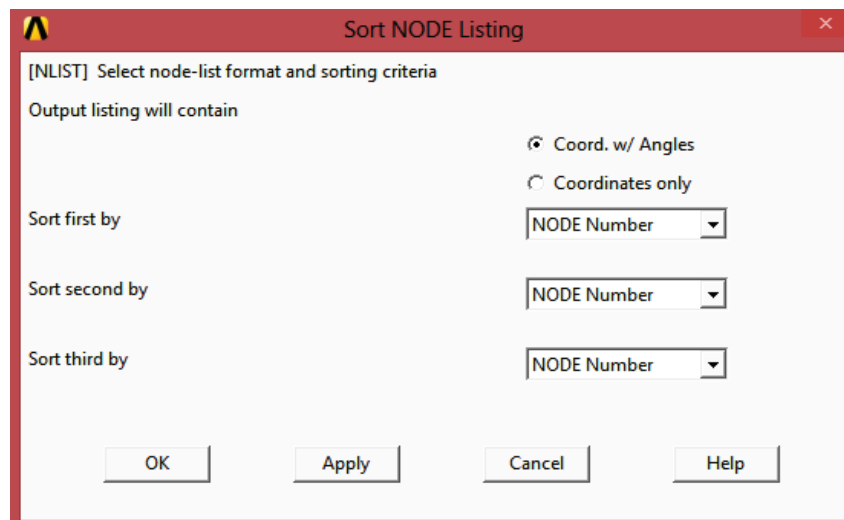 Sort NODE Listing
[NLIST] Select node-list format and sorting criteria
Output listing will contain
Coord. w/ Angles
Coordinates only
Sort first by NODE Number
Sort second by NODE Number
Sort third by NODE Number
OK Apply Cancel Help